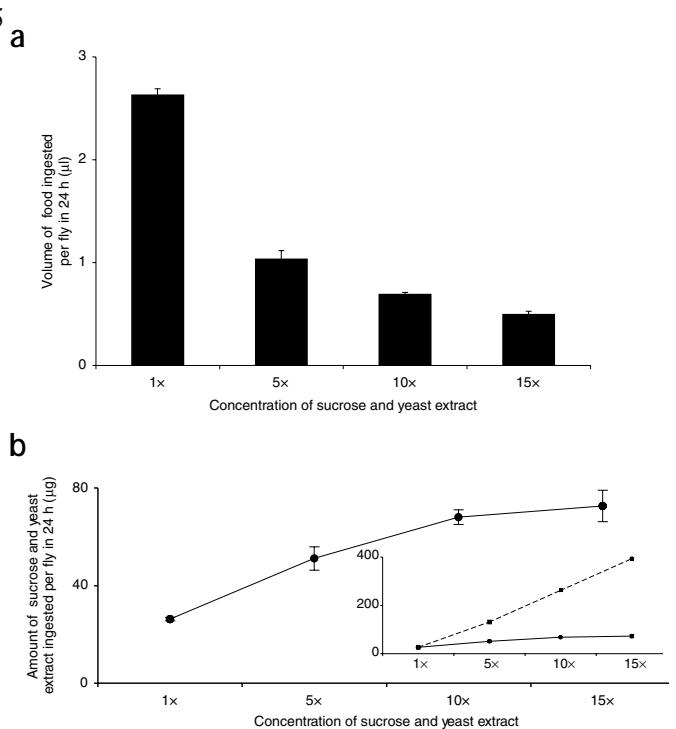 a
Volume of food ingested
per fly in 24 h (μl)
3
2
1
0
1×
5×
10×
15×
Concentration of sucrose and yeast extract
b
Amount of sucrose and yeast
extract ingested per fly in 24 h (μg)
80
40
0
400
200
0
1×
5×
10×
15×
1×
5×
10×
15×
Concentration of sucrose and yeast extract